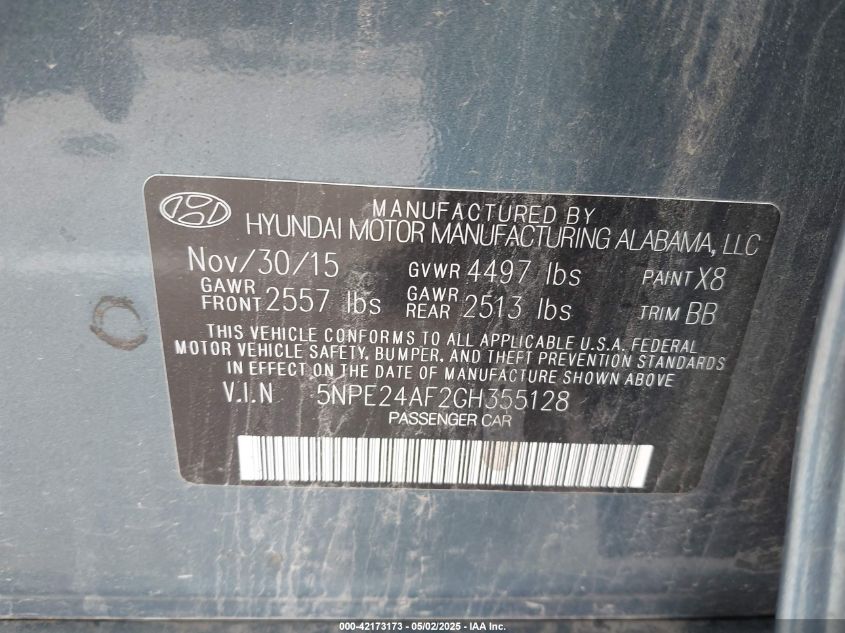 MANUFACTURED BY
HYUNDAI MOTOR MANUFACTURING ALABAMA, LLC
Nov/30/15 GVWR 4497 lbs PAINT X8
GAWR FRONT 2557 lbs GAWR REAR 2513 lbs TRIM BB
THIS VEHICLE CONFORMS TO ALL APPLICABLE U.S.A. FEDERAL
MOTOR VEHICLE SAFETY, BUMPER, AND THEFT PREVENTION STANDARDS
IN EFFECT ON THE DATE OF MANUFACTURE SHOWN ABOVE
V.I.N 5NPE24AF2GH355128
PASSENGER CAR
000-42173173 - 05/02/2025 - IAA Inc.